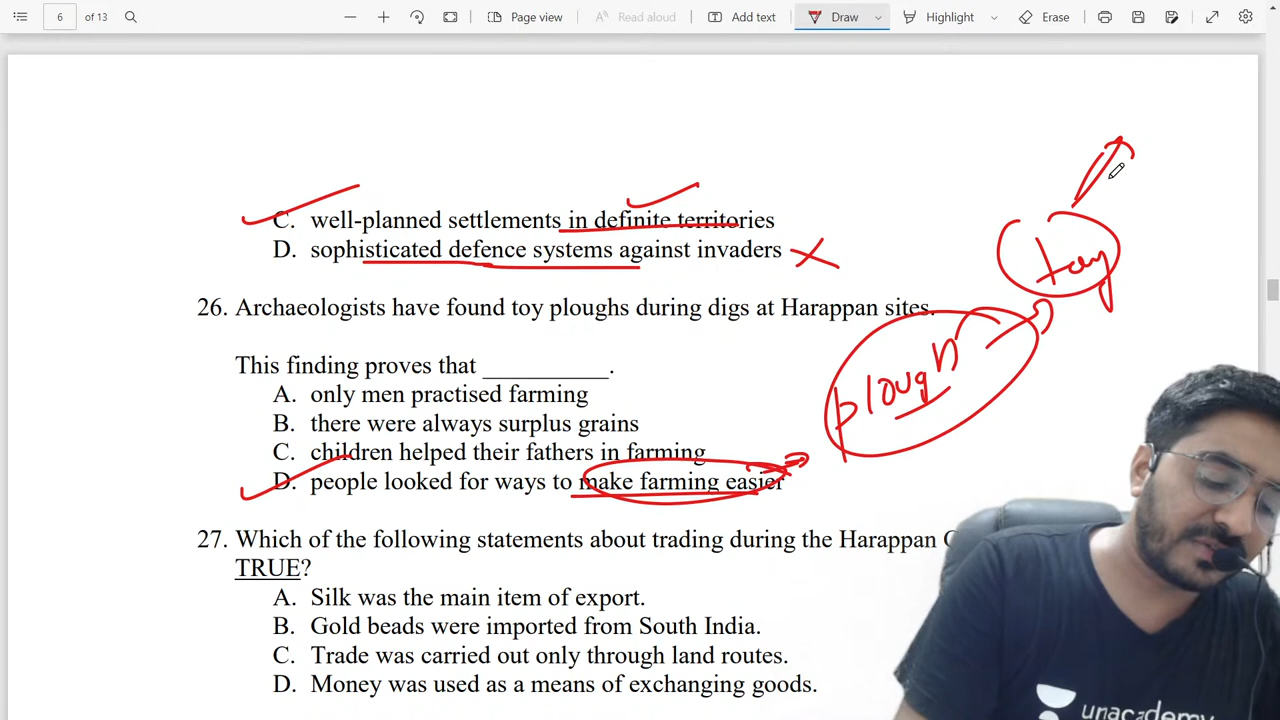 6 of 13 Page view Read aloud Add text Draw Highlight Erase
C. well-planned settlements in definite territories
D. sophisticated defence systems against invaders
toy
26. Archaeologists have found toy ploughs during digs at Harappan sites.
plough
This finding proves that __________.
A. only men practised farming
B. there were always surplus grains
C. children helped their fathers in farming
D. people looked for ways to make farming easier
27. Which of the following statements about trading during the Harappan C
TRUE?
A. Silk was the main item of export.
B. Gold beads were imported from South India.
C. Trade was carried out only through land routes.
D. Money was used as a means of exchanging goods.
unacademy